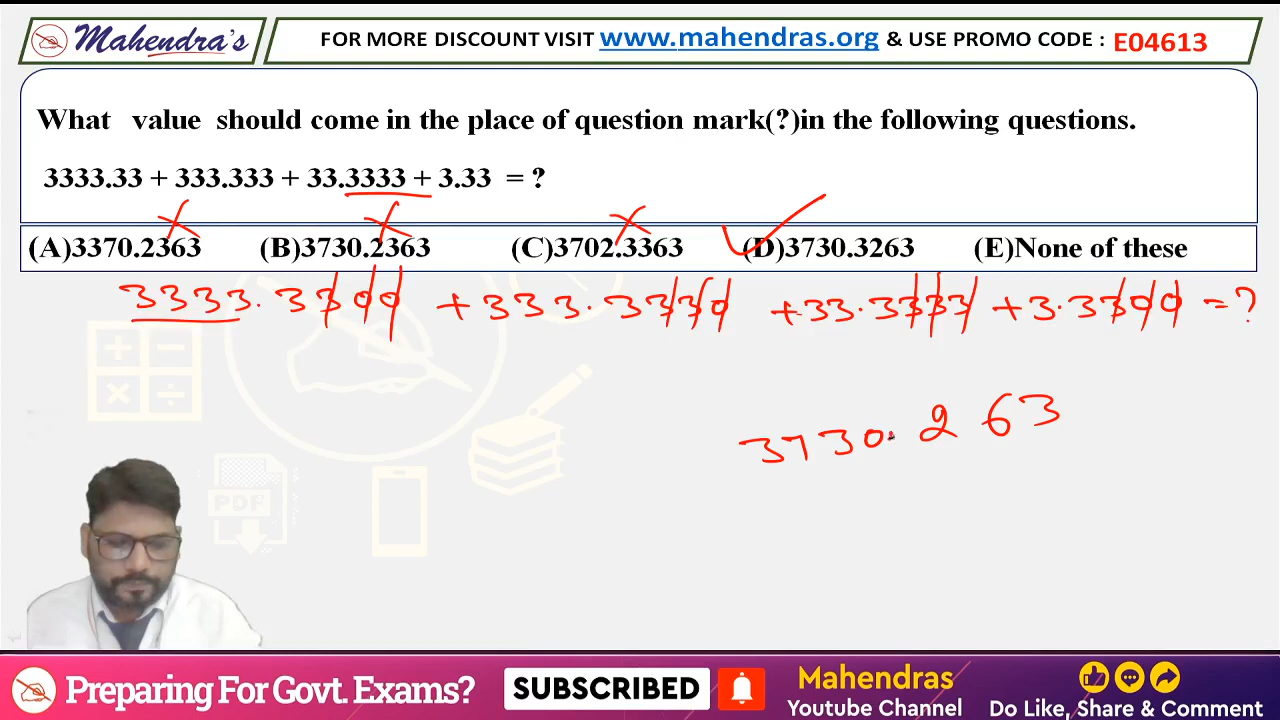 Mahendra's
FOR MORE DISCOUNT VISIT www.mahendras.org & USE PROMO CODE : E04613
What value should come in the place of question mark(?)in the following questions.
3333.33 + 333.333 + 33.3333 + 3.33 = ?
(A)3370.2363 (B)3730.2363 (C)3702.3363 (D)3730.3263 (E)None of these
3333.3300 + 333.3330 + 33.3333 + 3.3300 = ?
3730.263
PDF
Preparing For Govt. Exams? SUBSCRIBED Mahendras
Youtube Channel Do Like, Share & Comment